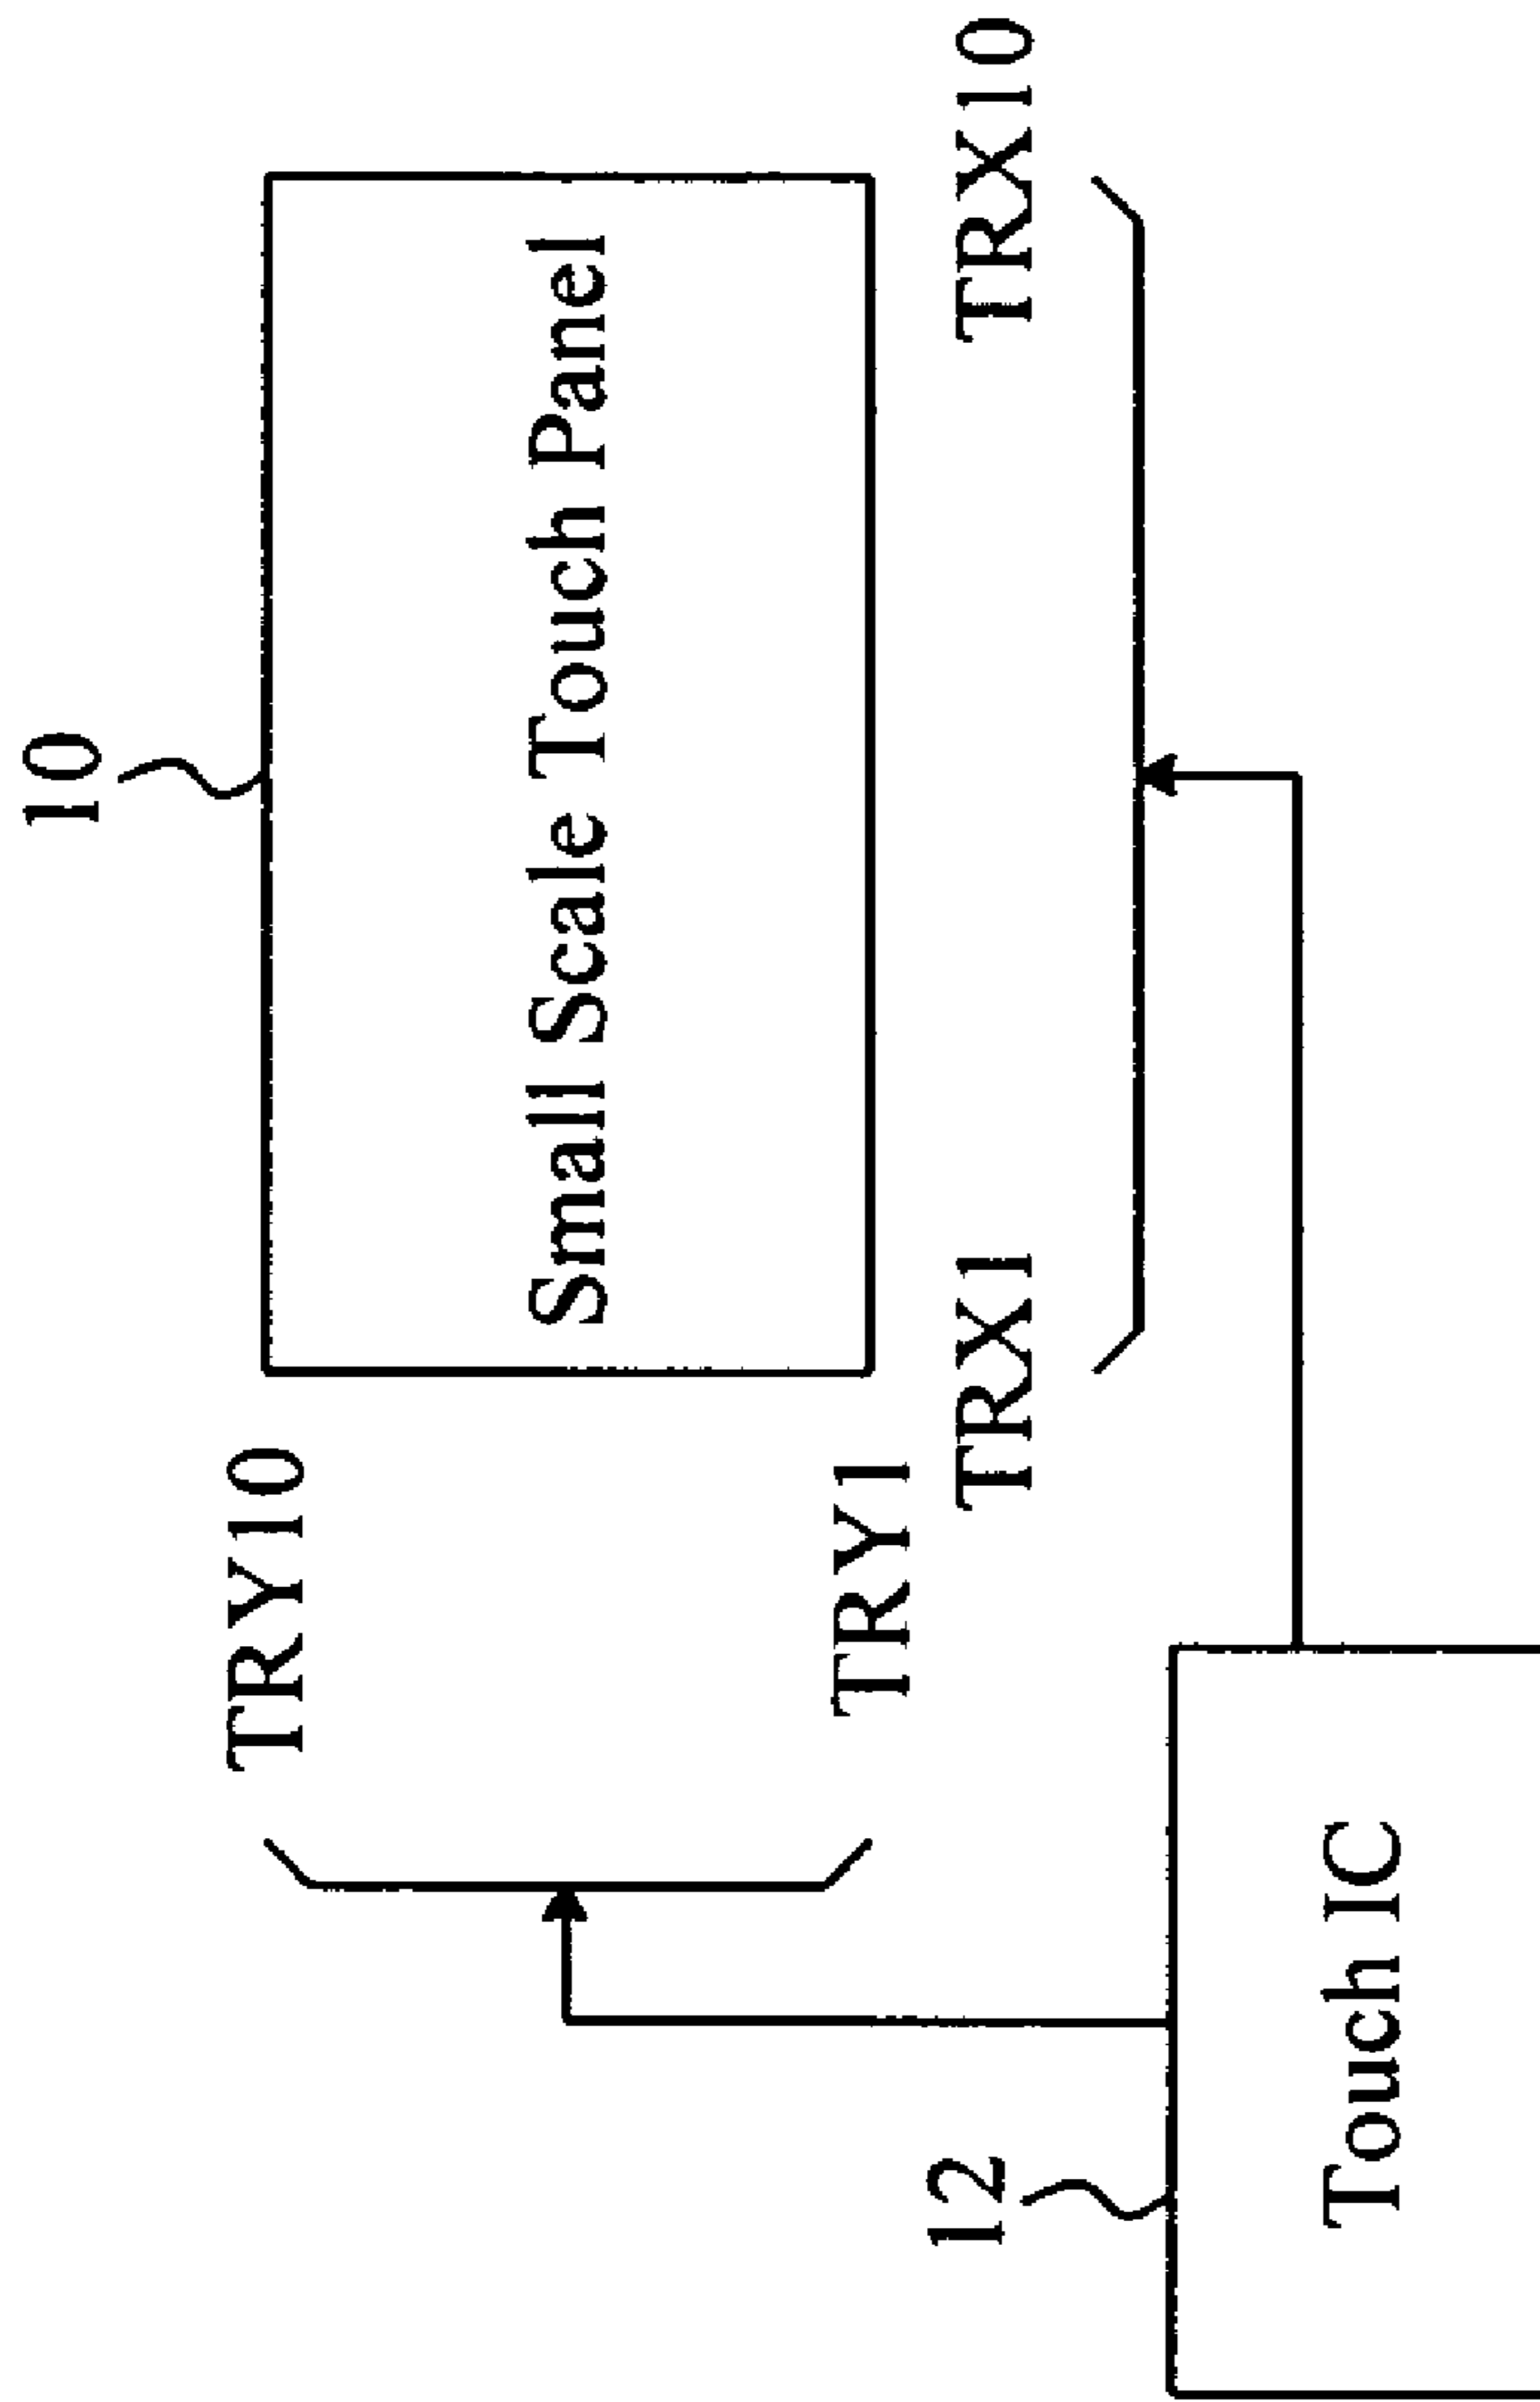 10
Small Scale Touch Panel
TRY10
TRY1
TRX1
TRX10
12
Touch IC